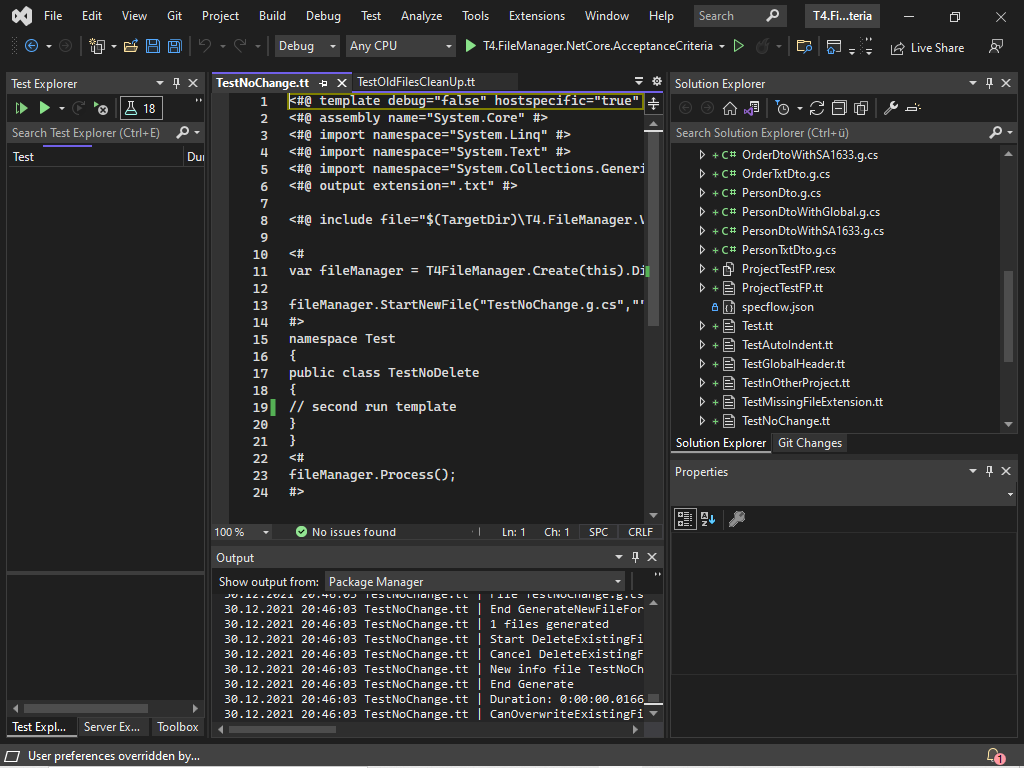 File Edit View Git Project Build Debug Test Analyze Tools Extensions Window Help Search T4.Fi...teria
Debug Any CPU T4.FileManager.NetCore.AcceptanceCriteria Live Share
Test Explorer
18
Search Test Explorer (Ctrl+E)
Test Dur
TestNoChange.tt TestOldFilesCleanUp.tt
1 <#@ template debug="false" hostspecific="true"
2 <#@ assembly name="System.Core" #>
3 <#@ import namespace="System.Linq" #>
4 <#@ import namespace="System.Text" #>
5 <#@ import namespace="System.Collections.Generi
6 <#@ output extension=".txt" #>
7
8 <#@ include file="$(TargetDir)\T4.FileManager.V
9
10 <#
11 var fileManager = T4FileManager.Create(this).Di
12
13 fileManager.StartNewFile("TestNoChange.g.cs",""
14 #>
15 namespace Test
16 {
17 public class TestNoDelete
18 {
19 // second run template
20 }
21 }
22 <#
23 fileManager.Process();
24 #>
100 % No issues found Ln: 1 Ch: 1 SPC CRLF
Output
Show output from: Package Manager
30.12.2021 20:46:03 TestNoChange.tt | File TestNoChange.g.cs
30.12.2021 20:46:03 TestNoChange.tt | End GenerateNewFileFor
30.12.2021 20:46:03 TestNoChange.tt | 1 files generated
30.12.2021 20:46:03 TestNoChange.tt | Start DeleteExistingFi
30.12.2021 20:46:03 TestNoChange.tt | Cancel DeleteExistingF
30.12.2021 20:46:03 TestNoChange.tt | New info file TestNoCh
30.12.2021 20:46:03 TestNoChange.tt | End Generate
30.12.2021 20:46:03 TestNoChange.tt | Duration: 0:00:00.0166
30.12.2021 20:46:03 TestNoChange.tt | CanOverwriteExistingFi
Solution Explorer
Search Solution Explorer (Ctrl+ü)
C# OrderDtoWithSA1633.g.cs
C# OrderTxtDto.g.cs
C# PersonDto.g.cs
C# PersonDtoWithGlobal.g.cs
C# PersonDtoWithSA1633.g.cs
C# PersonTxtDto.g.cs
ProjectTestFP.resx
ProjectTestFP.tt
specflow.json
Test.tt
TestAutoIndent.tt
TestGlobalHeader.tt
TestInOtherProject.tt
TestMissingFileExtension.tt
TestNoChange.tt
Solution Explorer Git Changes
Properties
Test Expl... Server Ex... Toolbox
User preferences overridden by...
1